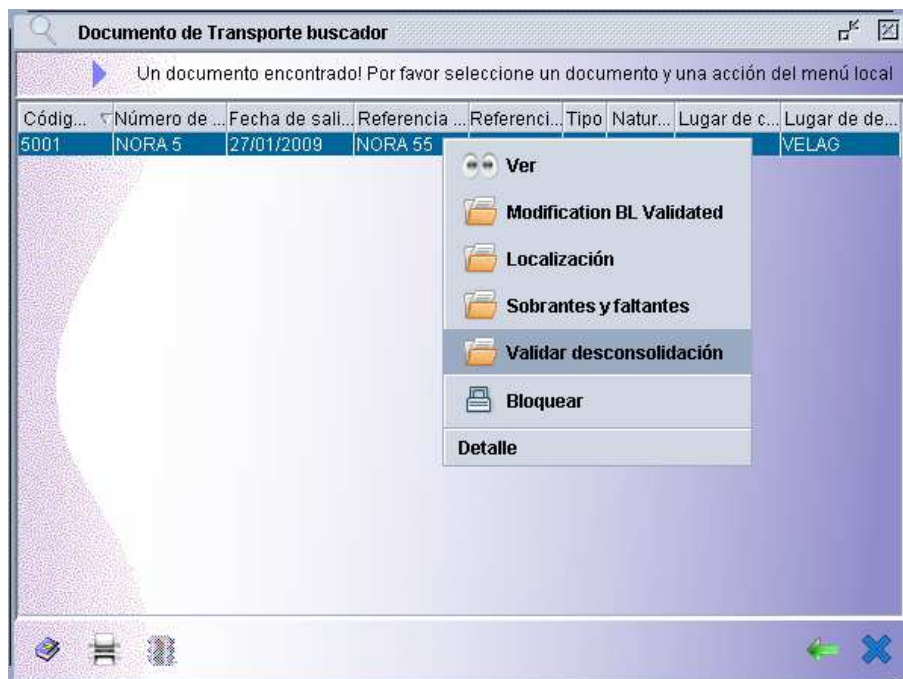 Documento de Transporte buscador
Un documento encontrado! Por favor seleccione un documento y una acción del menú local
Códig... Número de ... Fecha de sali... Referencia ... Referenci... Tipo Natur... Lugar de c... Lugar de de...
5001 NORA 5 27/01/2009 NORA 55 VELAG
Ver
Modification BL Validated
Localización
Sobrantes y faltantes
Validar desconsolidación
Bloquear
Detalle